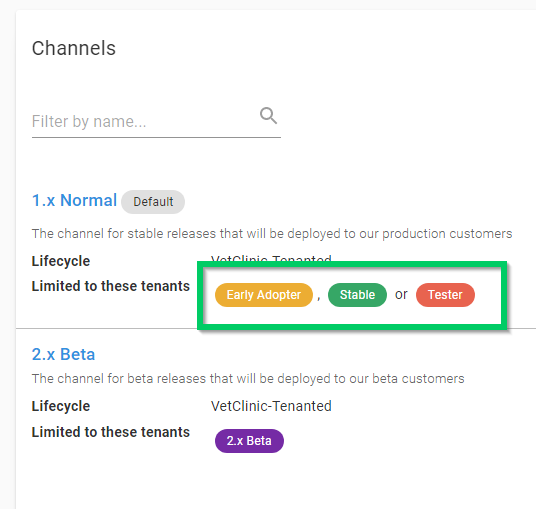 Channels
Filter by name...
1.x Normal Default
The channel for stable releases that will be deployed to our production customers
Lifecycle VetClinic-Tenanted
Limited to these tenants Early Adopter , Stable or Tester
2.x Beta
The channel for beta releases that will be deployed to our beta customers
Lifecycle VetClinic-Tenanted
Limited to these tenants 2.x Beta